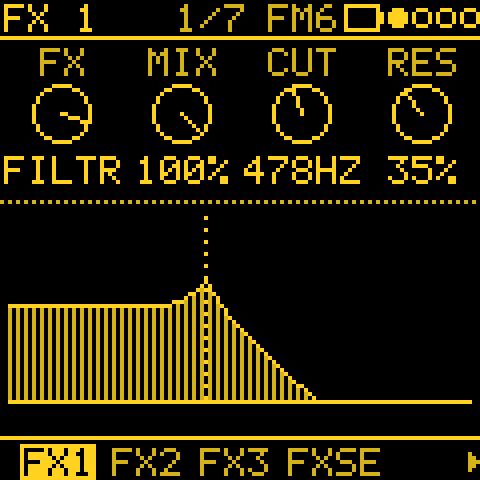 FX 1 1/7 FM6
FX MIX CUT RES
FILTR 100% 478HZ 35%
FX1 FX2 FX3 FXSE